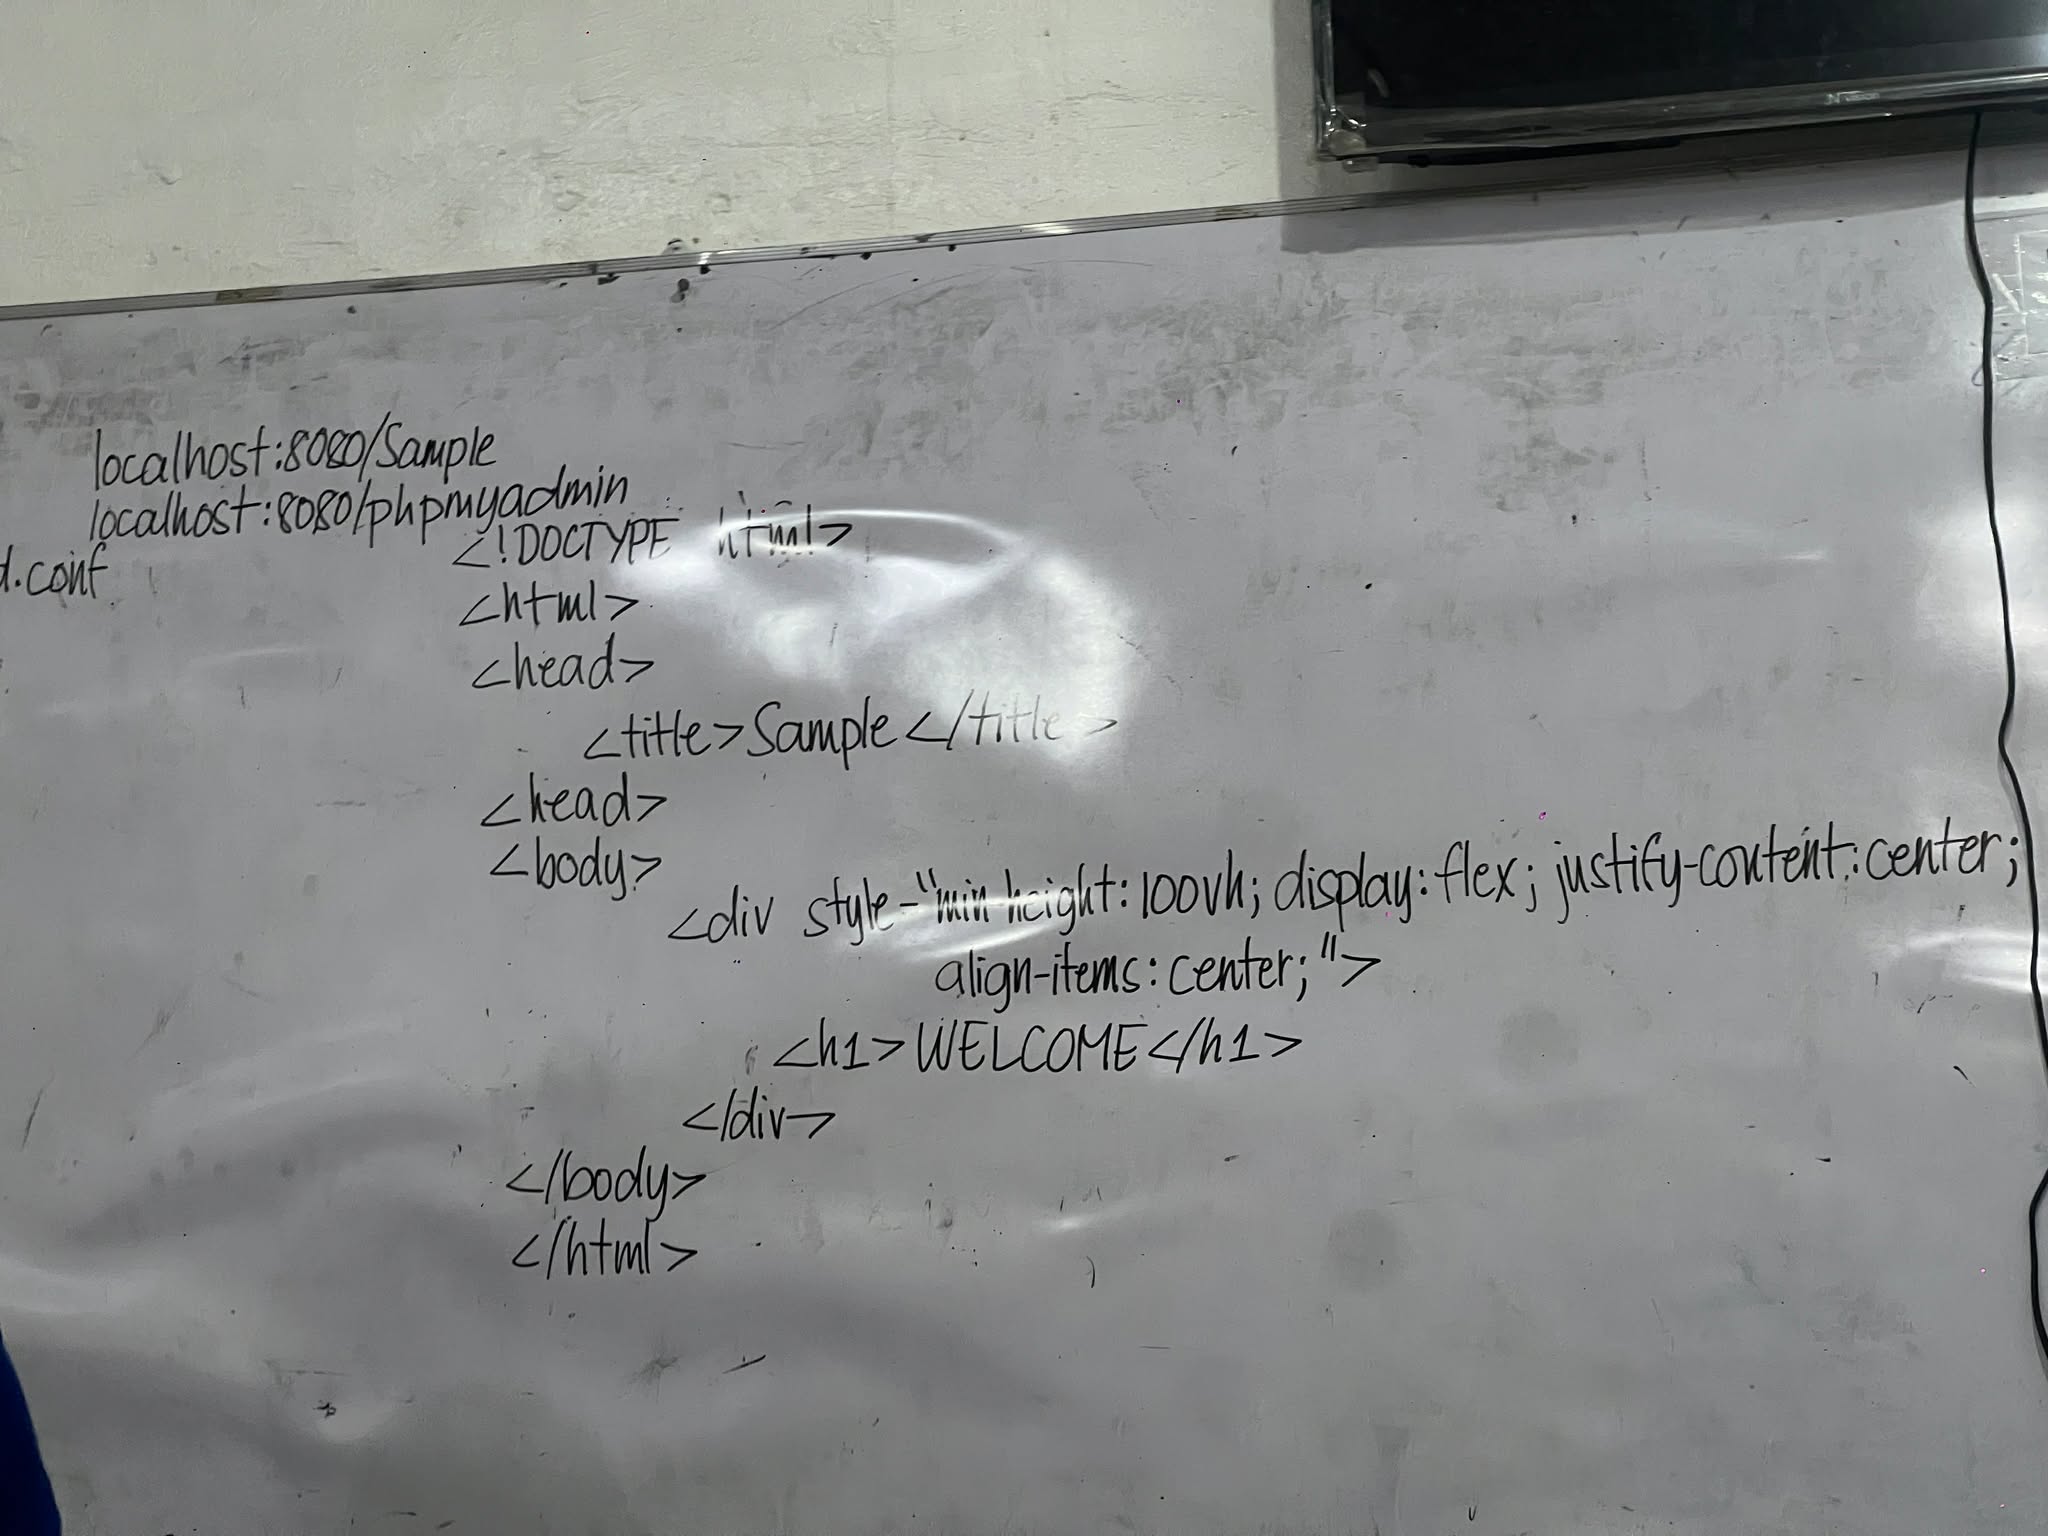 localhost:8080/Sample
localhost:8080/phpmyadmin
d.conf
<!DOCTYPE html>
<html>
<head>
<title>Sample</title>
<head>
<body>
<div style="min-height:100vh; display:flex; justify-content:center;
align-items:center;">
<h1>WELCOME</h1>
</div>
</body>
</html>